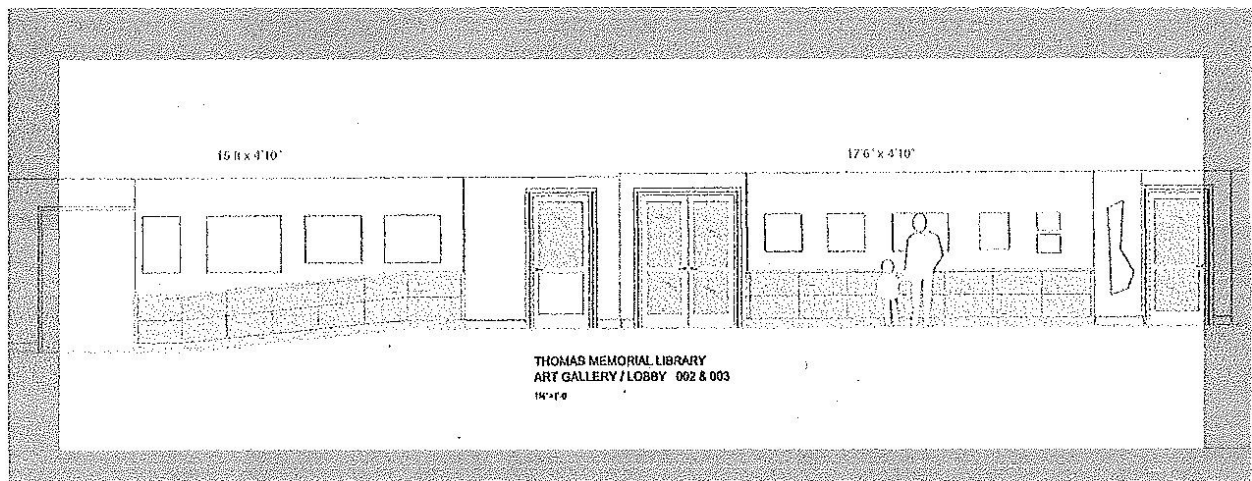 15 ft x 4'10"
17'6" x 4'10"
THOMAS MEMORIAL LIBRARY
ART GALLERY / LOBBY 002 & 003